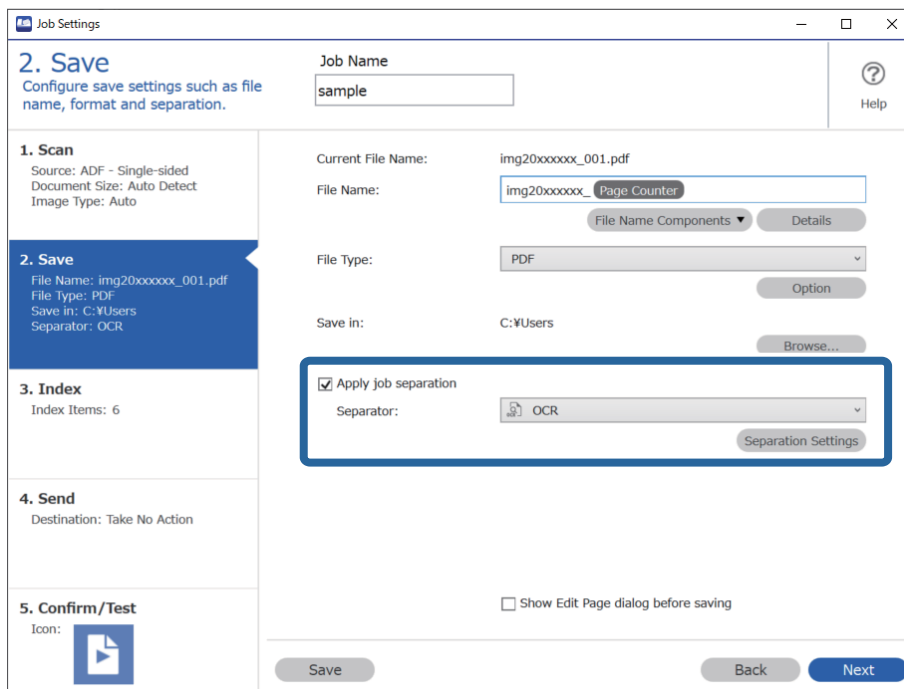 Job Settings
2. Save
Configure save settings such as file
name, format and separation.
Job Name
sample
Help
1. Scan
Source: ADF - Single-sided
Document Size: Auto Detect
Image Type: Auto
2. Save
File Name: img20xxxxxx_001.pdf
File Type: PDF
Save in: C:¥Users
Separator: OCR
3. Index
Index Items: 6
4. Send
Destination: Take No Action
5. Confirm/Test
Icon:
Current File Name: img20xxxxxx_001.pdf
File Name: img20xxxxxx_ Page Counter
File Name Components ▼ Details
File Type: PDF
Option
Save in: C:¥Users
Browse...
Apply job separation
Separator: OCR
Separation Settings
Show Edit Page dialog before saving
Save Back Next